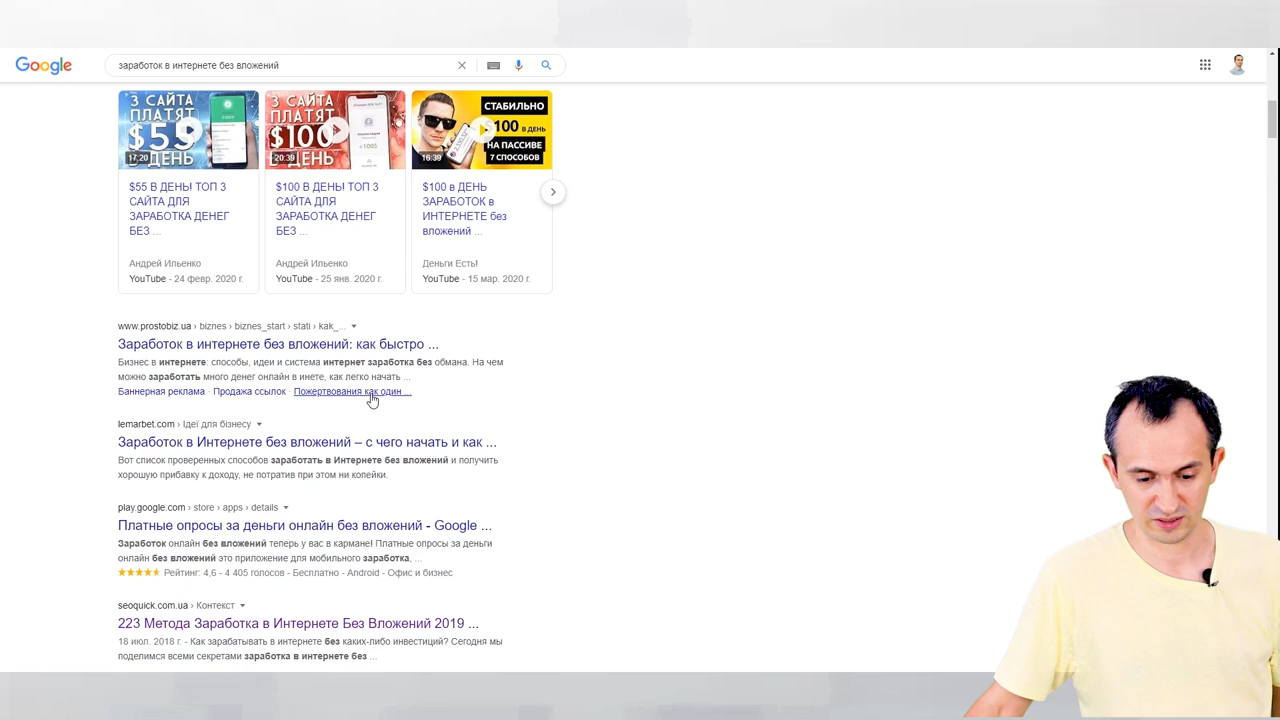 Google
заработок в интернете без вложений
3 САЙТА
ПЛАТЯТ
$55
В ДЕНЬ
17:20
3 САЙТА
ПЛАТЯТ
$100
В ДЕНЬ
20:39
СТАБИЛЬНО
$100 В ДЕНЬ
НА ПАССИВЕ
7 СПОСОБОВ
16:39
$55 В ДЕНЬ! ТОП 3
САЙТА ДЛЯ
ЗАРАБОТКА ДЕНЕГ
БЕЗ ...
Андрей Ильенко
YouTube - 24 февр. 2020 г.
$100 В ДЕНЬ! ТОП 3
САЙТА ДЛЯ
ЗАРАБОТКА ДЕНЕГ
БЕЗ ...
Андрей Ильенко
YouTube - 25 янв. 2020 г.
$100 в ДЕНЬ
ЗАРАБОТОК в
ИНТЕРНЕТЕ без
вложений ...
Деньги Есть!
YouTube - 15 мар. 2020 г.
www.prostobiz.ua › biznes › biznes_start › stati › kak_...
Заработок в интернете без вложений: как быстро ...
Бизнес в интернете: способы, идеи и система интернет заработка без обмана. На чем
можно заработать много денег онлайн в инете, как легко начать ...
Баннерная реклама · Продажа ссылок · Пожертвования как один ...
lemarbet.com › Ідеї для бізнесу
Заработок в Интернете без вложений – с чего начать и как ...
Вот список проверенных способов заработать в Интернете без вложений и получить
хорошую прибавку к доходу, не потратив при этом ни копейки.
play.google.com › store › apps › details
Платные опросы за деньги онлайн без вложений - Google ...
Заработок онлайн без вложений теперь у вас в кармане! Платные опросы за деньги
онлайн без вложений это приложение для мобильного заработка, ...
Рейтинг: 4,6 - 4 405 голосов - Бесплатно - Android - Офис и бизнес
seoquick.com.ua › Контекст
223 Метода Заработка в Интернете Без Вложений 2019 ...
18 июл. 2018 г. - Как зарабатывать в интернете без каких-либо инвестиций? Сегодня мы
поделимся всеми секретами заработка в интернете без ...